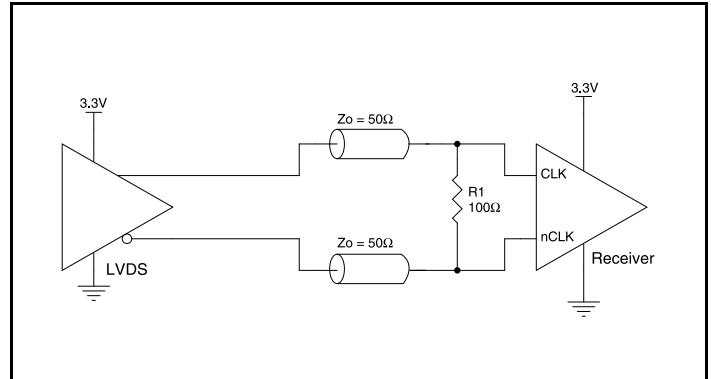 3.3V
3.3V
Zo = 50Ω
CLK
R1
100Ω
nCLK
Zo = 50Ω
LVDS
Receiver